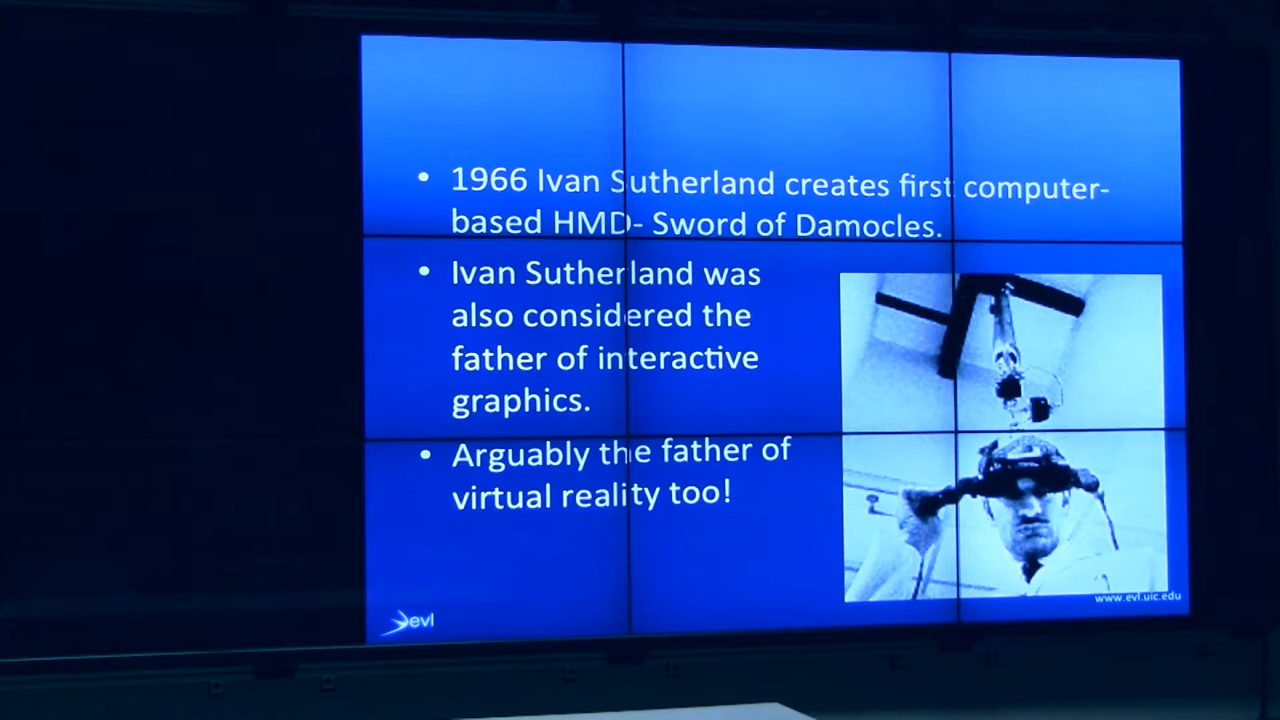 • 1966 Ivan Sutherland creates first computer-
based HMD- Sword of Damocles.
• Ivan Sutherland was
also considered the
father of interactive
graphics.
• Arguably the father of
virtual reality too!
www.evl.uic.edu
evl